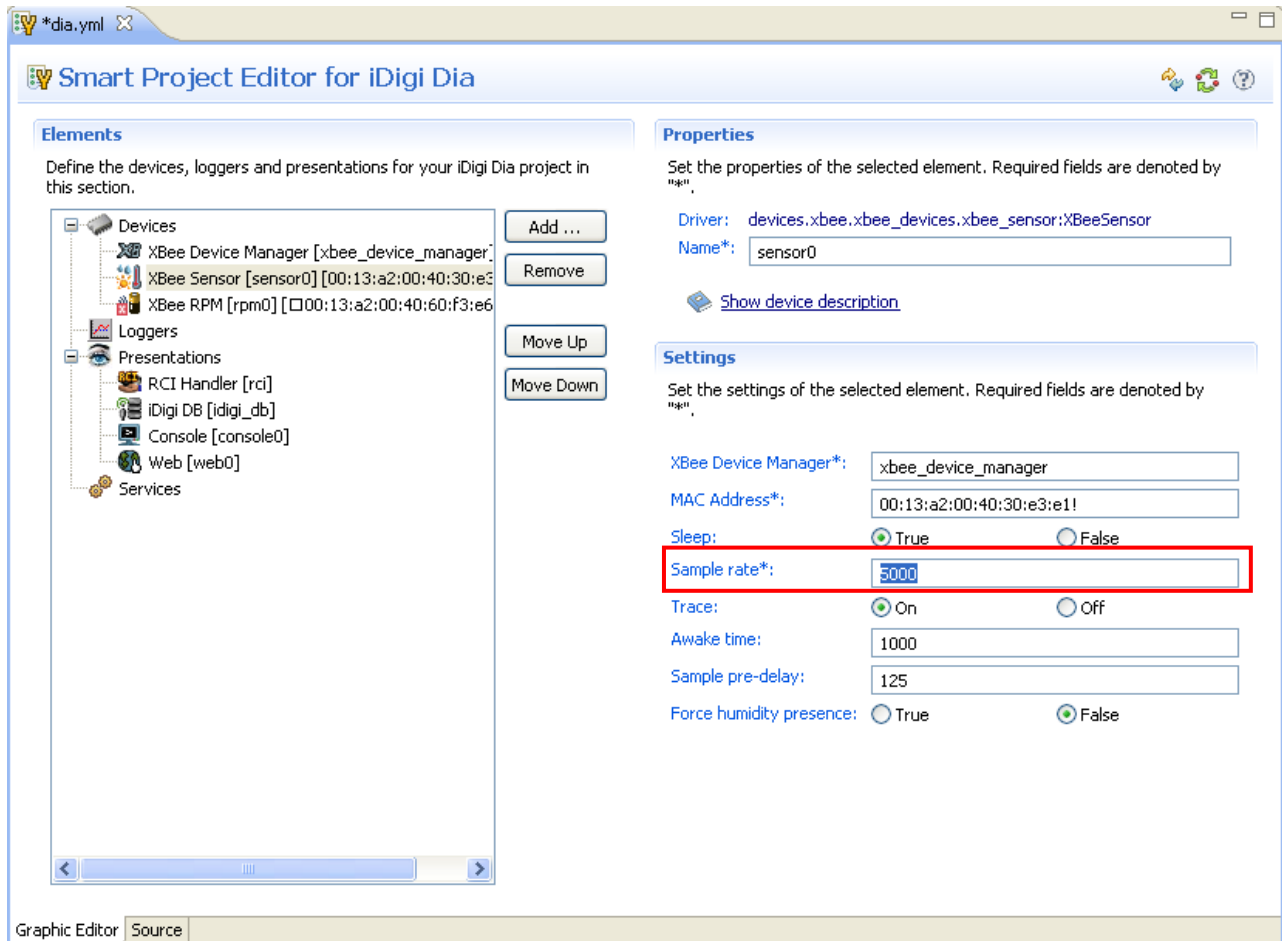 *dia.yml
Smart Project Editor for iDigi Dia
Elements
Define the devices, loggers and presentations for your iDigi Dia project in
this section.
Devices
XBee Device Manager [xbee_device_manager]
XBee Sensor [sensor0] [00:13:a2:00:40:30:e3
XBee RPM [rpm0] [☐00:13:a2:00:40:60:f3:e6
Loggers
Presentations
RCI Handler [rci]
iDigi DB [idigi_db]
Console [console0]
Web [web0]
Services
Add ...
Remove
Move Up
Move Down
Properties
Set the properties of the selected element. Required fields are denoted by
"*".
Driver: devices.xbee.xbee_devices.xbee_sensor:XBeeSensor
Name*: sensor0
Show device description
Settings
Set the settings of the selected element. Required fields are denoted by
"*".
XBee Device Manager*: xbee_device_manager
MAC Address*: 00:13:a2:00:40:30:e3:e1!
Sleep: True False
Sample rate*: 5000
Trace: On Off
Awake time: 1000
Sample pre-delay: 125
Force humidity presence: True False
Graphic Editor Source